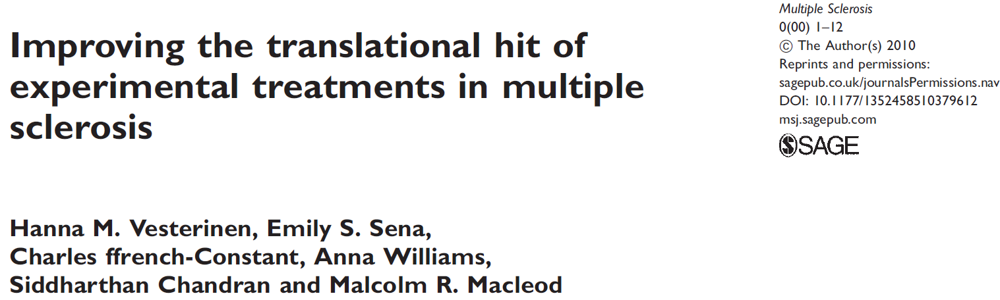 Improving the translational hit of
experimental treatments in multiple
sclerosis
Hanna M. Vesterinen, Emily S. Sena,
Charles ffrench-Constant, Anna Williams,
Siddharthan Chandran and Malcolm R. Macleod
Multiple Sclerosis
0(00) 1–12
© The Author(s) 2010
Reprints and permissions:
sagepub.co.uk/journalsPermissions.nav
DOI: 10.1177/1352458510379612
msj.sagepub.com
SAGE